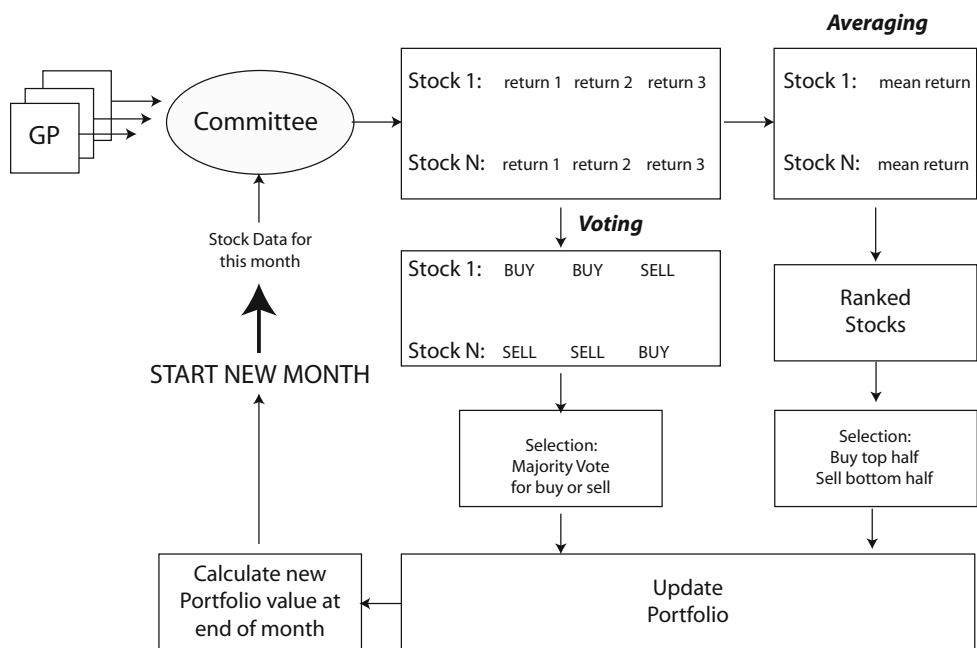 Averaging
Stock 1: return 1 return 2 return 3
Stock 1: mean return
GP
Committee
Stock N: return 1 return 2 return 3
Stock N: mean return
Voting
Stock Data for
this month
Stock 1: BUY BUY SELL
Ranked
Stocks
Stock N: SELL SELL BUY
START NEW MONTH
Selection:
Majority Vote
for buy or sell
Selection:
Buy top half
Sell bottom half
Calculate new
Portfolio value at
end of month
Update
Portfolio